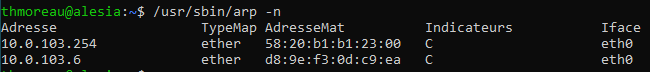 thmoreau@alesia:~$ /usr/sbin/arp -n
Adresse TypeMap AdresseMat Indicateurs Iface
10.0.103.254 ether 58:20:b1:b1:23:00 C eth0
10.0.103.6 ether d8:9e:f3:0d:c9:ea C eth0